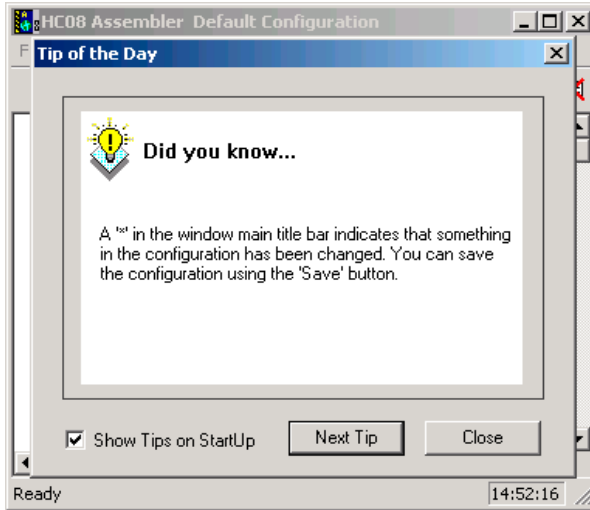 HC08 Assembler Default Configuration
F
Tip of the Day
Did you know...
A '*' in the window main title bar indicates that something
in the configuration has been changed. You can save
the configuration using the 'Save' button.
Show Tips on StartUp
Next Tip
Close
Ready
14:52:16